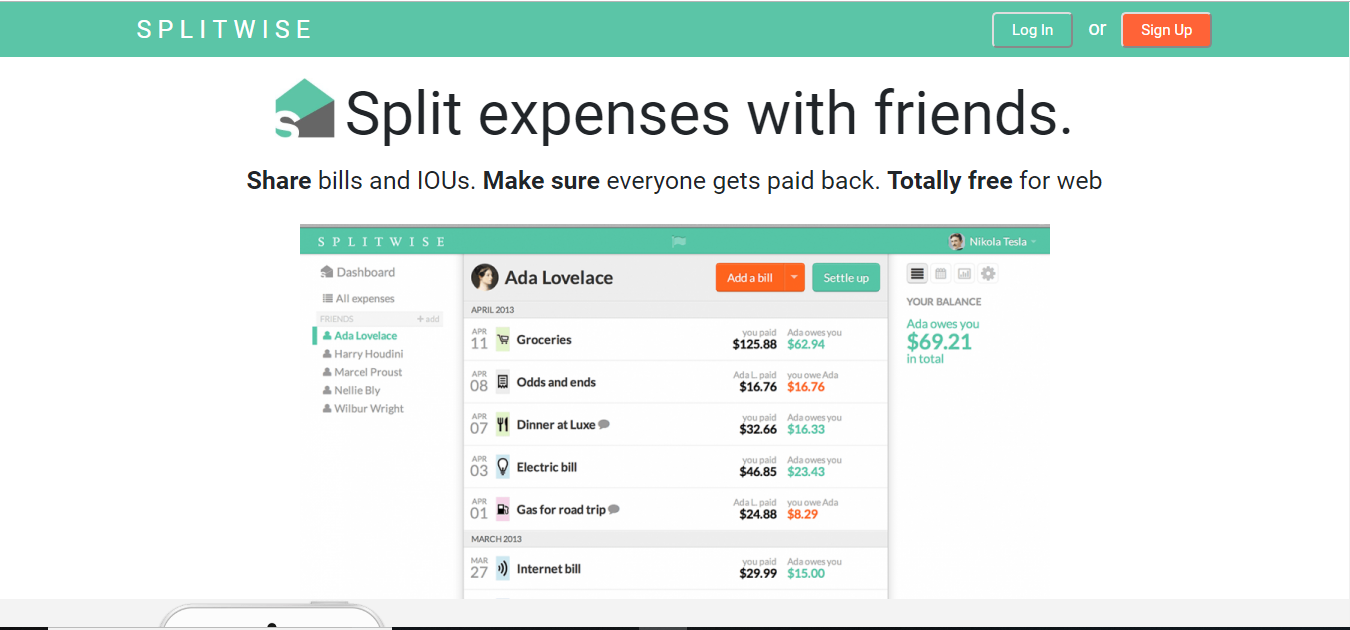 SPLITWISE
Log In or Sign Up
Split expenses with friends.
Share bills and IOUs. Make sure everyone gets paid back. Totally free for web
SPLITWISE
Nikola Tesla
Dashboard
All expenses
FRIENDS + add
Ada Lovelace
Harry Houdini
Marcel Proust
Nellie Bly
Wilbur Wright
Ada Lovelace
Add a bill
Settle up
APRIL 2013
APR 11 Groceries you paid $125.88 Ada owes you $62.94
APR 08 Odds and ends Ada L. paid $16.76 you owe Ada $16.76
APR 07 Dinner at Luxe you paid $32.66 Ada owes you $16.33
APR 03 Electric bill you paid $46.85 Ada owes you $23.43
APR 01 Gas for road trip Ada L. paid $24.88 you owe Ada $8.29
MARCH 2013
MAR 27 Internet bill you paid $29.99 Ada owes you $15.00
YOUR BALANCE
Ada owes you
$69.21
in total